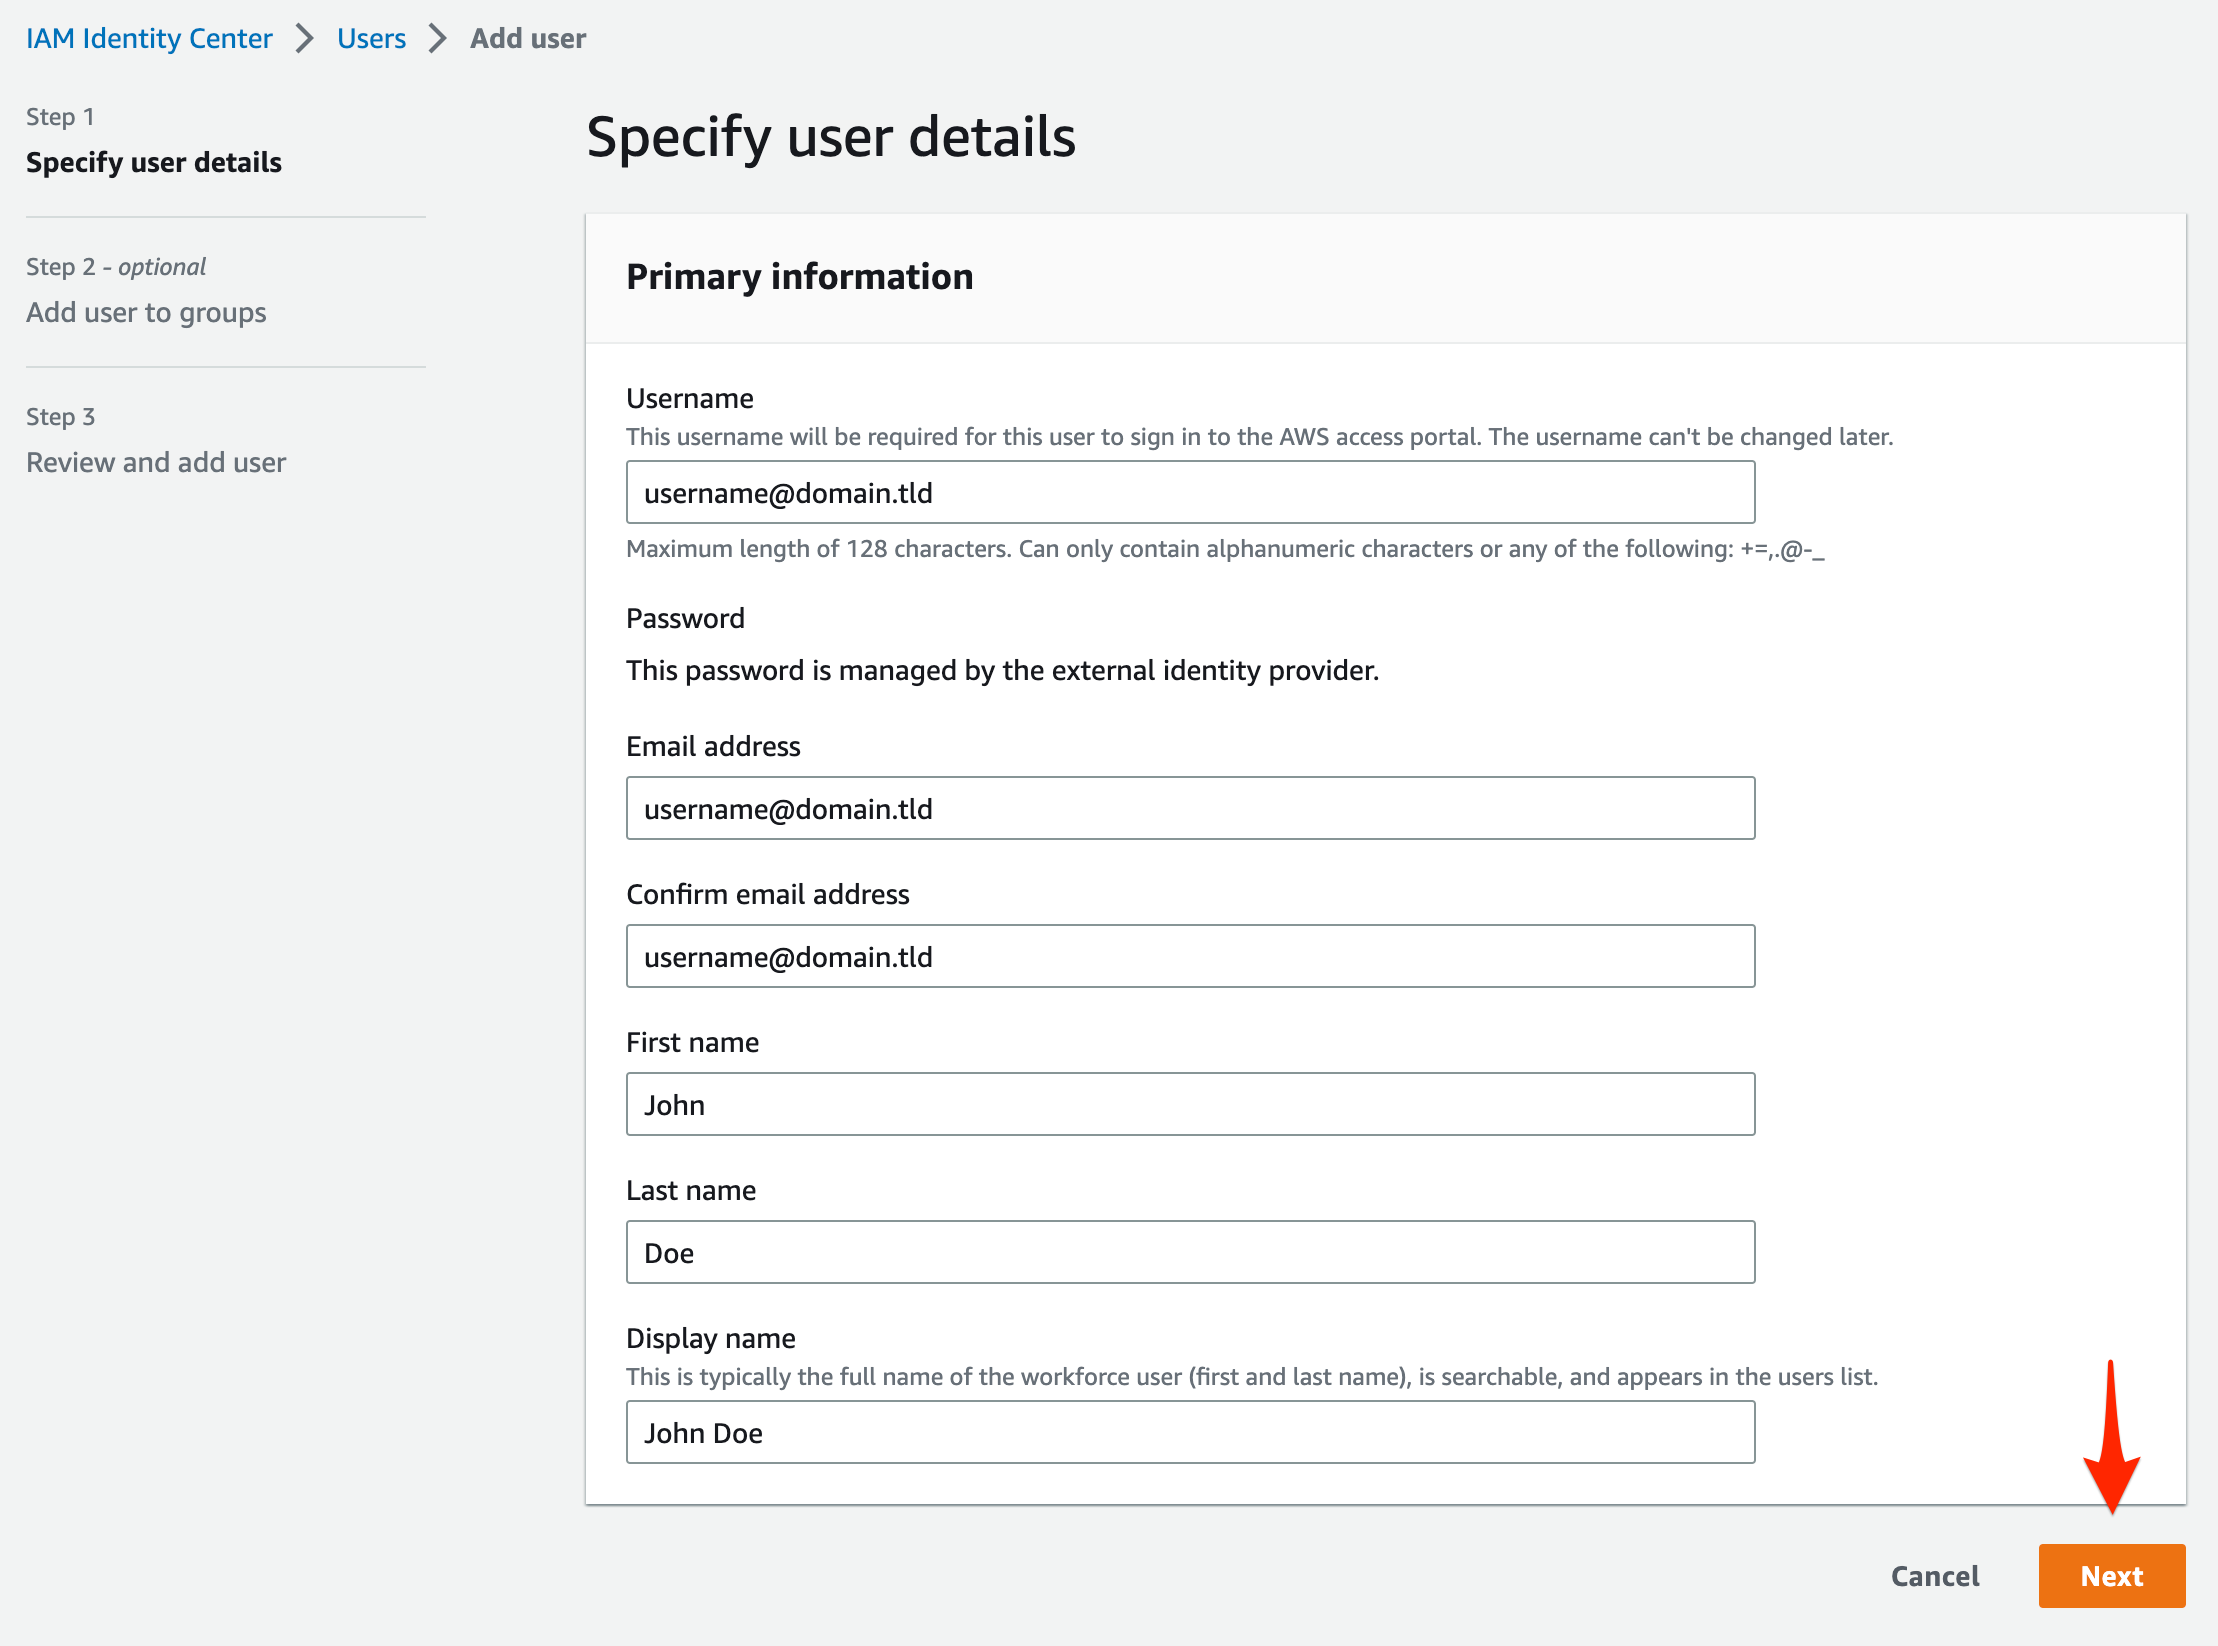 IAM Identity Center > Users > Add user
Step 1
Specify user details
Step 2 - optional
Add user to groups
Step 3
Review and add user
Specify user details
Primary information
Username
This username will be required for this user to sign in to the AWS access portal. The username can't be changed later.
username@domain.tld
Maximum length of 128 characters. Can only contain alphanumeric characters or any of the following: +=,.@-_
Password
This password is managed by the external identity provider.
Email address
username@domain.tld
Confirm email address
username@domain.tld
First name
John
Last name
Doe
Display name
This is typically the full name of the workforce user (first and last name), is searchable, and appears in the users list.
John Doe
Cancel
Next